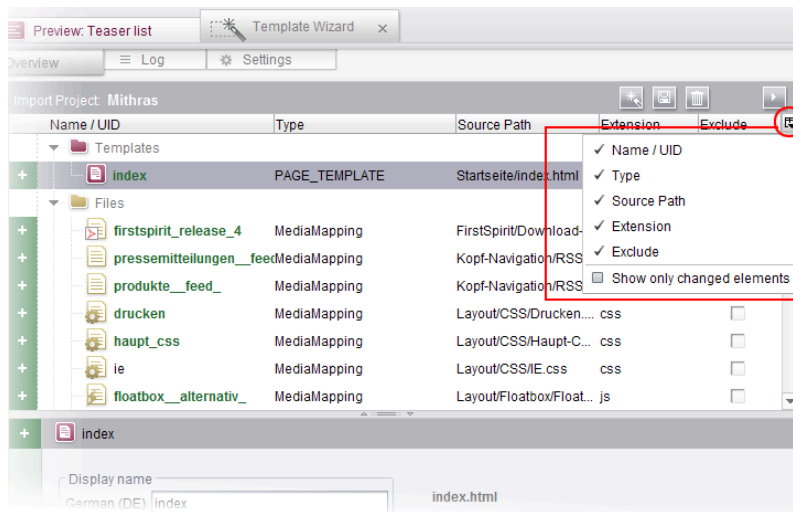 Preview: Teaser list
Template Wizard
Overview
Log
Settings
Import Project: Mithras
Name / UID Type Source Path Extension Exclude
Templates
index PAGE_TEMPLATE Startseite/index.html
Files
firstspirit_release_4 MediaMapping FirstSpirit/Download-
pressemitteilungen__feed MediaMapping Kopf-Navigation/RSS
produkte__feed_ MediaMapping Kopf-Navigation/RSS
drucken MediaMapping Layout/CSS/Drucken.... css
haupt_css MediaMapping Layout/CSS/Haupt-C... css
ie MediaMapping Layout/CSS/IE.css css
floatbox__alternativ_ MediaMapping Layout/Floatbox/Float... js
Name / UID
Type
Source Path
Extension
Exclude
Show only changed elements
index
Display name
German (DE) index
index.html